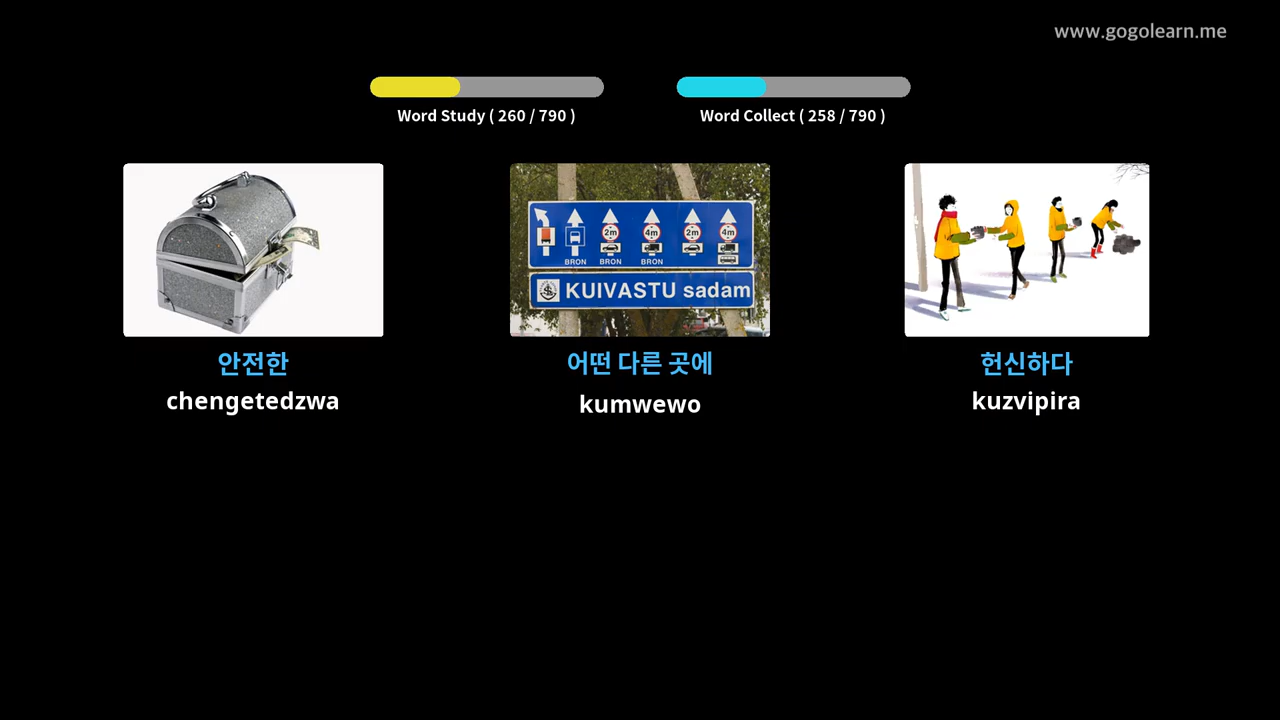 www.gogolearn.me
Word Study ( 260 / 790 )
Word Collect ( 258 / 790 )
2m
4m
2m
4m
BRON
BRON
BRON
KUIVASTU sadam
안전한
어떤 다른 곳에
헌신하다
chengetedzwa
kumwewo
kuzvipira